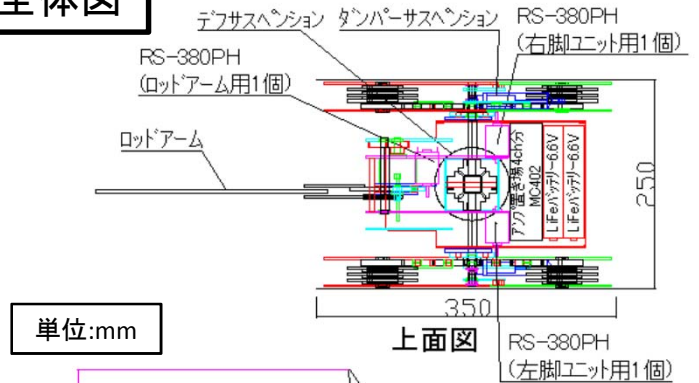 全体図
デフサスペンション
ダンパーサスペンション
RS-380PH
(右脚ユニット用1個)
RS-380PH
(ロッドアーム用1個)
ロッドアーム
アンプ置き場4ch分
MC402
LiFeバッテリー6.6V
LiFeバッテリー6.6V
250
350
単位:mm
上面図
RS-380PH
(左脚ユニット用1個)